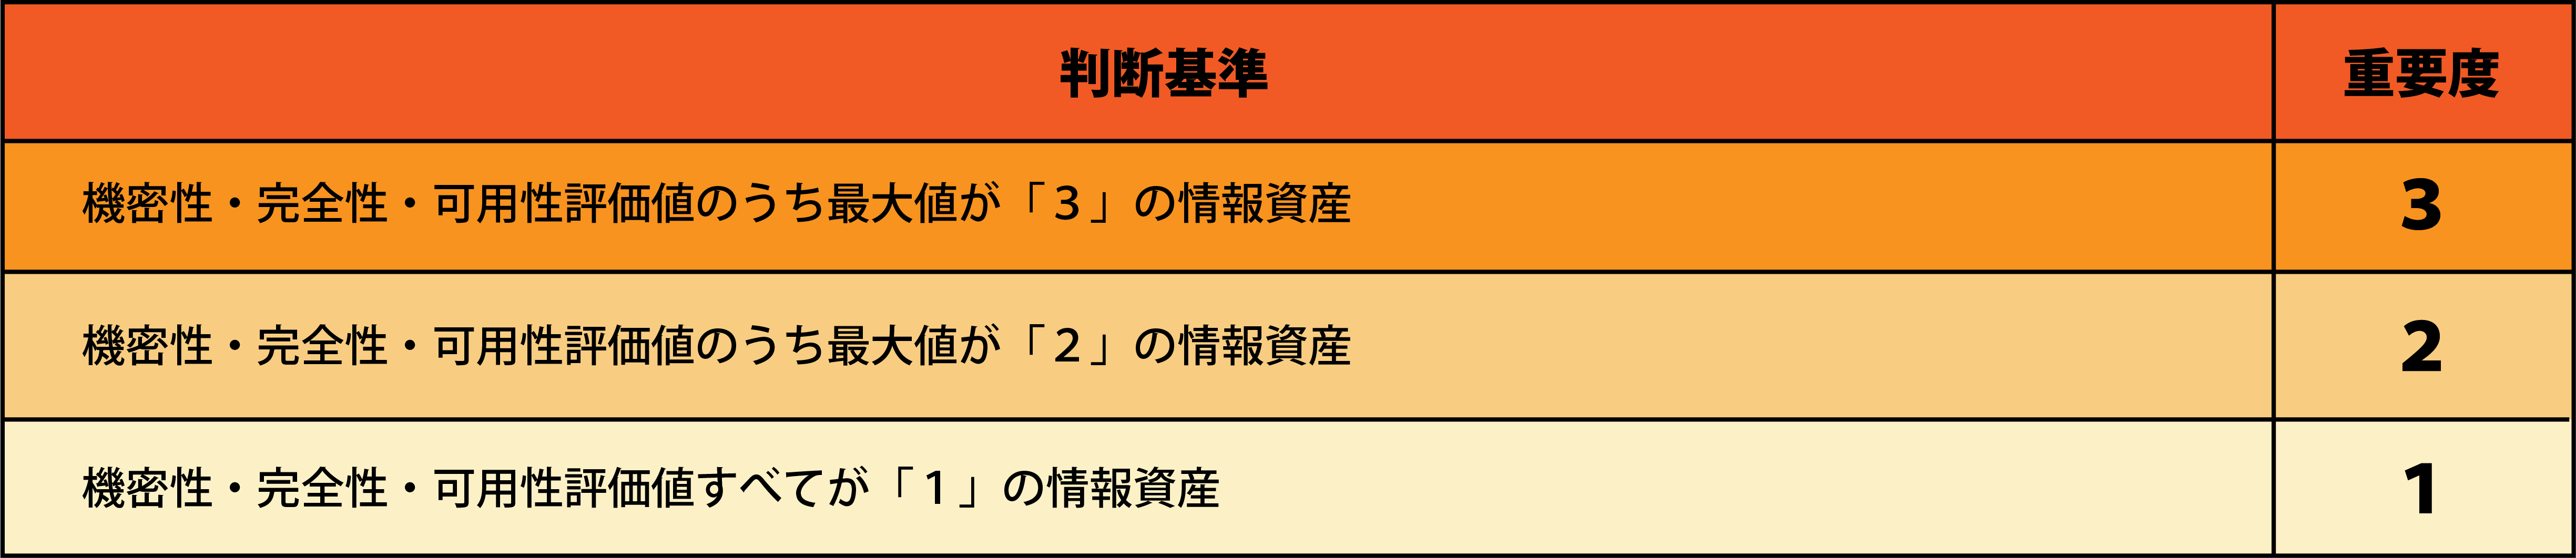 判断基準 重要度
機密性・完全性・可用性評価値のうち最大値が「３」の情報資産 3
機密性・完全性・可用性評価値のうち最大値が「２」の情報資産 2
機密性・完全性・可用性評価値すべてが「１」の情報資産 1